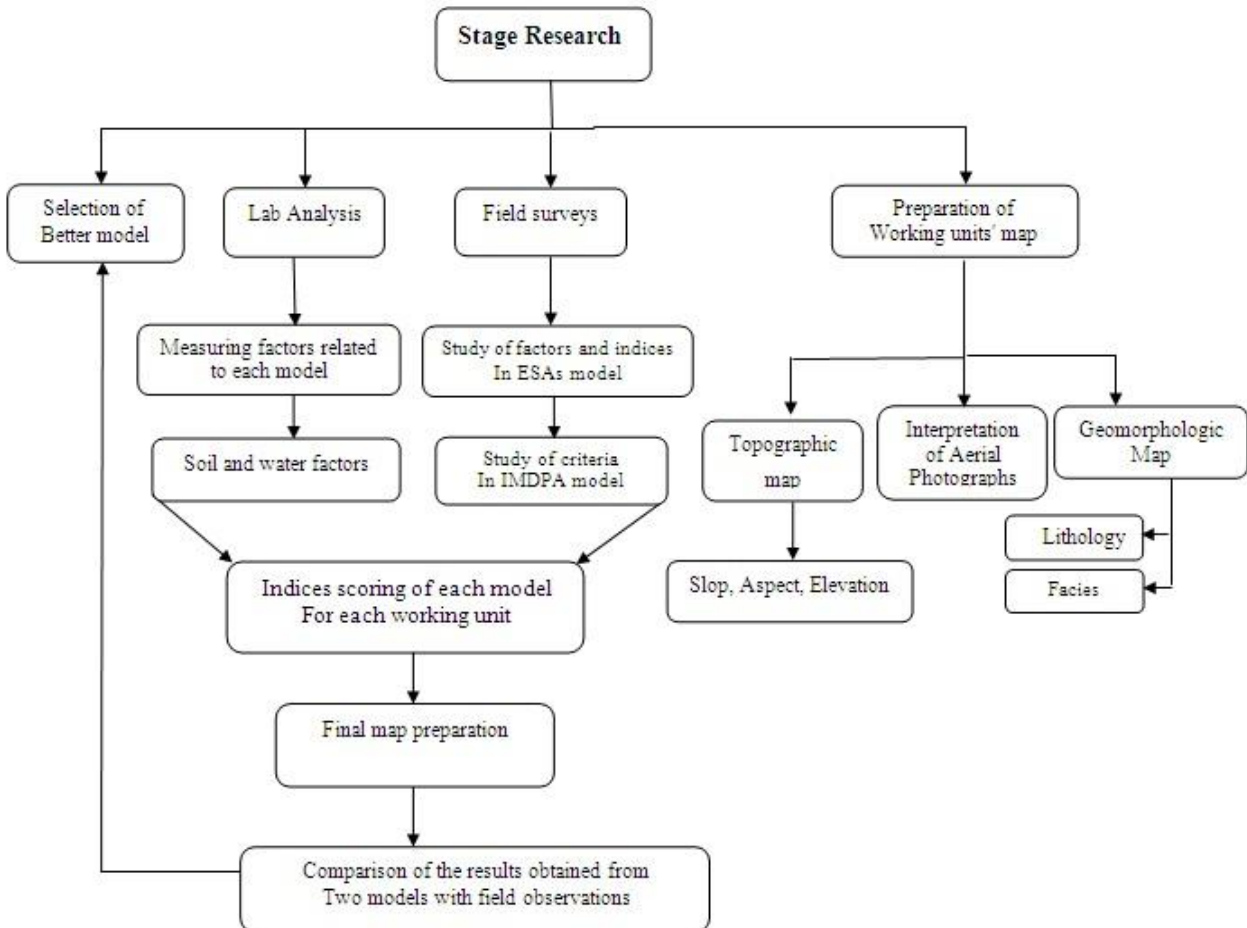 Stage Research
Selection of
Better model
Lab Analysis
Field surveys
Preparation of
Working units' map
Measuring factors related
to each model
Study of factors and indices
In ESAs model
Topographic
map
Interpretation
of Aerial
Photographs
Geomorphologic
Map
Soil and water factors
Study of criteria
In IMDPA model
Lithology
Facies
Slop, Aspect, Elevation
Indices scoring of each model
For each working unit
Final map preparation
Comparison of the results obtained from
Two models with field observations